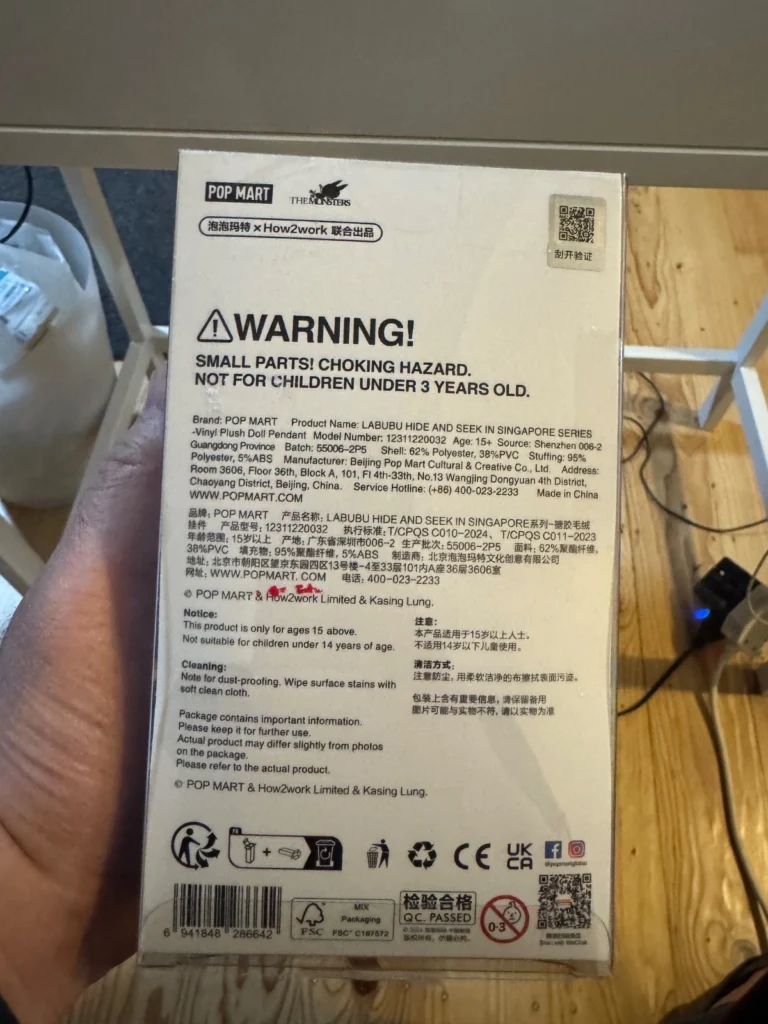 POP MART
THE MONSTERS
泡泡玛特 × How2work 联合出品
刮开验证
WARNING!
SMALL PARTS! CHOKING HAZARD.
NOT FOR CHILDREN UNDER 3 YEARS OLD.
Brand: POP MART Product Name: LABUBU HIDE AND SEEK IN SINGAPORE SERIES
-Vinyl Plush Doll Pendant Model Number: 12311220032 Age: 15+ Source: Shenzhen 006-2
Guangdong Province Batch: 55006-2P5 Shell: 62% Polyester, 38%PVC Stuffing: 95%
Polyester, 5%ABS Manufacturer: Beijing Pop Mart Cultural & Creative Co., Ltd. Address:
Room 3606, Floor 36th, Block A, 101, Fl 4th-33th, No.13 Wangjing Dongyuan 4th District,
Chaoyang District, Beijing, China. Service Hotline: (+86) 400-023-2233 Made in China
WWW.POPMART.COM
品牌: POP MART 产品名称: LABUBU HIDE AND SEEK IN SINGAPORE系列-搪胶毛绒
挂件 产品型号: 12311220032 执行标准: T/CPQS C010-2024、T/CPQS C011-2023
年龄范围: 15岁以上 产地: 广东省深圳市006-2 生产批次: 55006-2P5 面料: 62%聚酯纤维,
38%PVC 填充物: 95%聚酯纤维, 5%ABS 制造商: 北京泡泡玛特文化创意有限公司
地址: 北京市朝阳区望京东园四区13号楼-4至33层101内A座36层3606室
网址: WWW.POPMART. COM 电话: 400-023-2233
© POP MART & How2work Limited & Kasing Lung.
Notice:
This product is only for ages 15 above.
Not suitable for children under 14 years of age.
注意:
本产品适用于15岁以上人士。
不适用14岁以下儿童使用。
Cleaning:
Note for dust-proofing. Wipe surface stains with
soft clean cloth.
清洁方式:
注意防尘, 用柔软洁净的布擦拭表面污迹。
Package contains important information.
Please keep it for further use.
Actual product may differ slightly from photos
on the package.
Please refer to the actual product.
包装上含有重要信息, 请保留备用
图片可能与实物不符, 请以实物为准
© POP MART & How2work Limited & Kasing Lung.
FR
CE
UK
CA
@popmartglobal
6 941848 286642
FSC
MIX
Packaging
FSC® C187572
检验合格
Q.C. PASSED
0-3